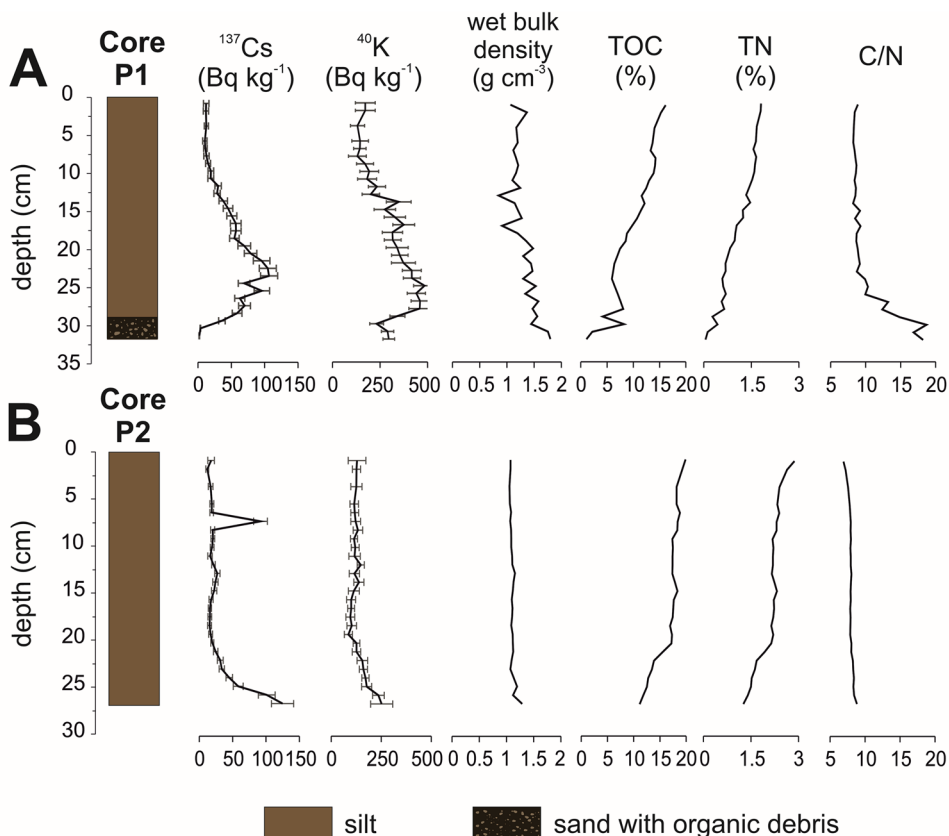 A
Core
P1
¹³⁷Cs
(Bq kg⁻¹)
⁴⁰K
(Bq kg⁻¹)
wet bulk
density
(g cm⁻³)
TOC
(%)
TN
(%)
C/N
depth (cm)
0
5
10
15
20
25
30
35
0 50 100 150
0 250 500
0 0.5 1 1.5 2
0 5 10 15 20
0 1.5 3
0 5 10 15 20
B
Core
P2
depth (cm)
0
5
10
15
20
25
30
0 50 100 150
0 250 500
0 0.5 1 1.5 2
0 5 10 15 20
0 1.5 3
0 5 10 15 20
silt
sand with organic debris